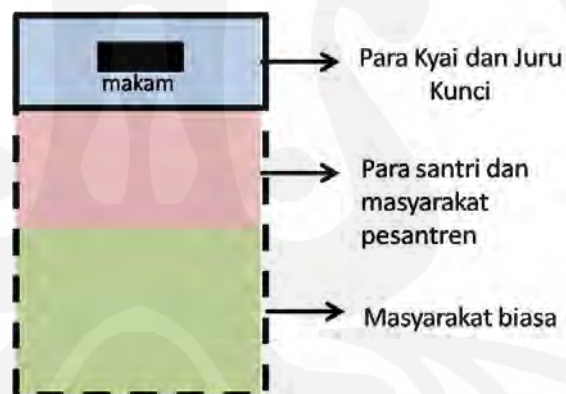 makam
Para Kyai dan Juru
Kunci
Para santri dan
masyarakat
pesantren
Masyarakat biasa